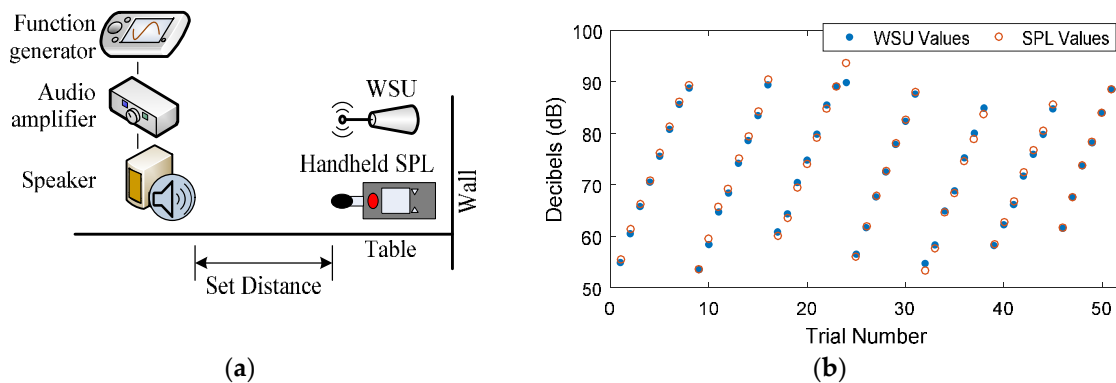 Function
generator
Audio
amplifier
Speaker
WSU
Handheld SPL
Wall
Table
Set Distance
(a)
WSU Values
SPL Values
Decibels (dB)
100
90
80
70
60
50
0
10
20
30
40
50
Trial Number
(b)